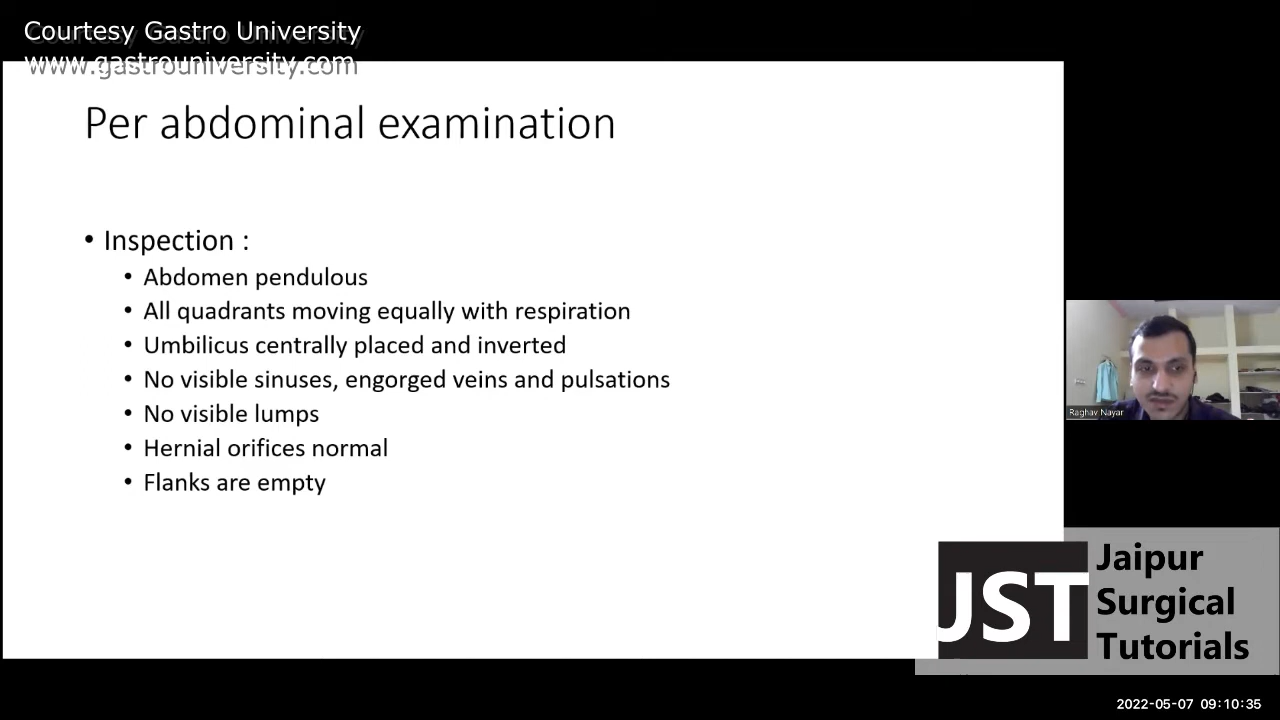 Courtesy Gastro University
www.gastrouniversity.com
Per abdominal examination
• Inspection :
• Abdomen pendulous
• All quadrants moving equally with respiration
• Umbilicus centrally placed and inverted
• No visible sinuses, engorged veins and pulsations
• No visible lumps
• Hernial orifices normal
• Flanks are empty
Raghav Nayar
JST
Jaipur
Surgical
Tutorials
2022-05-07 09:10:35